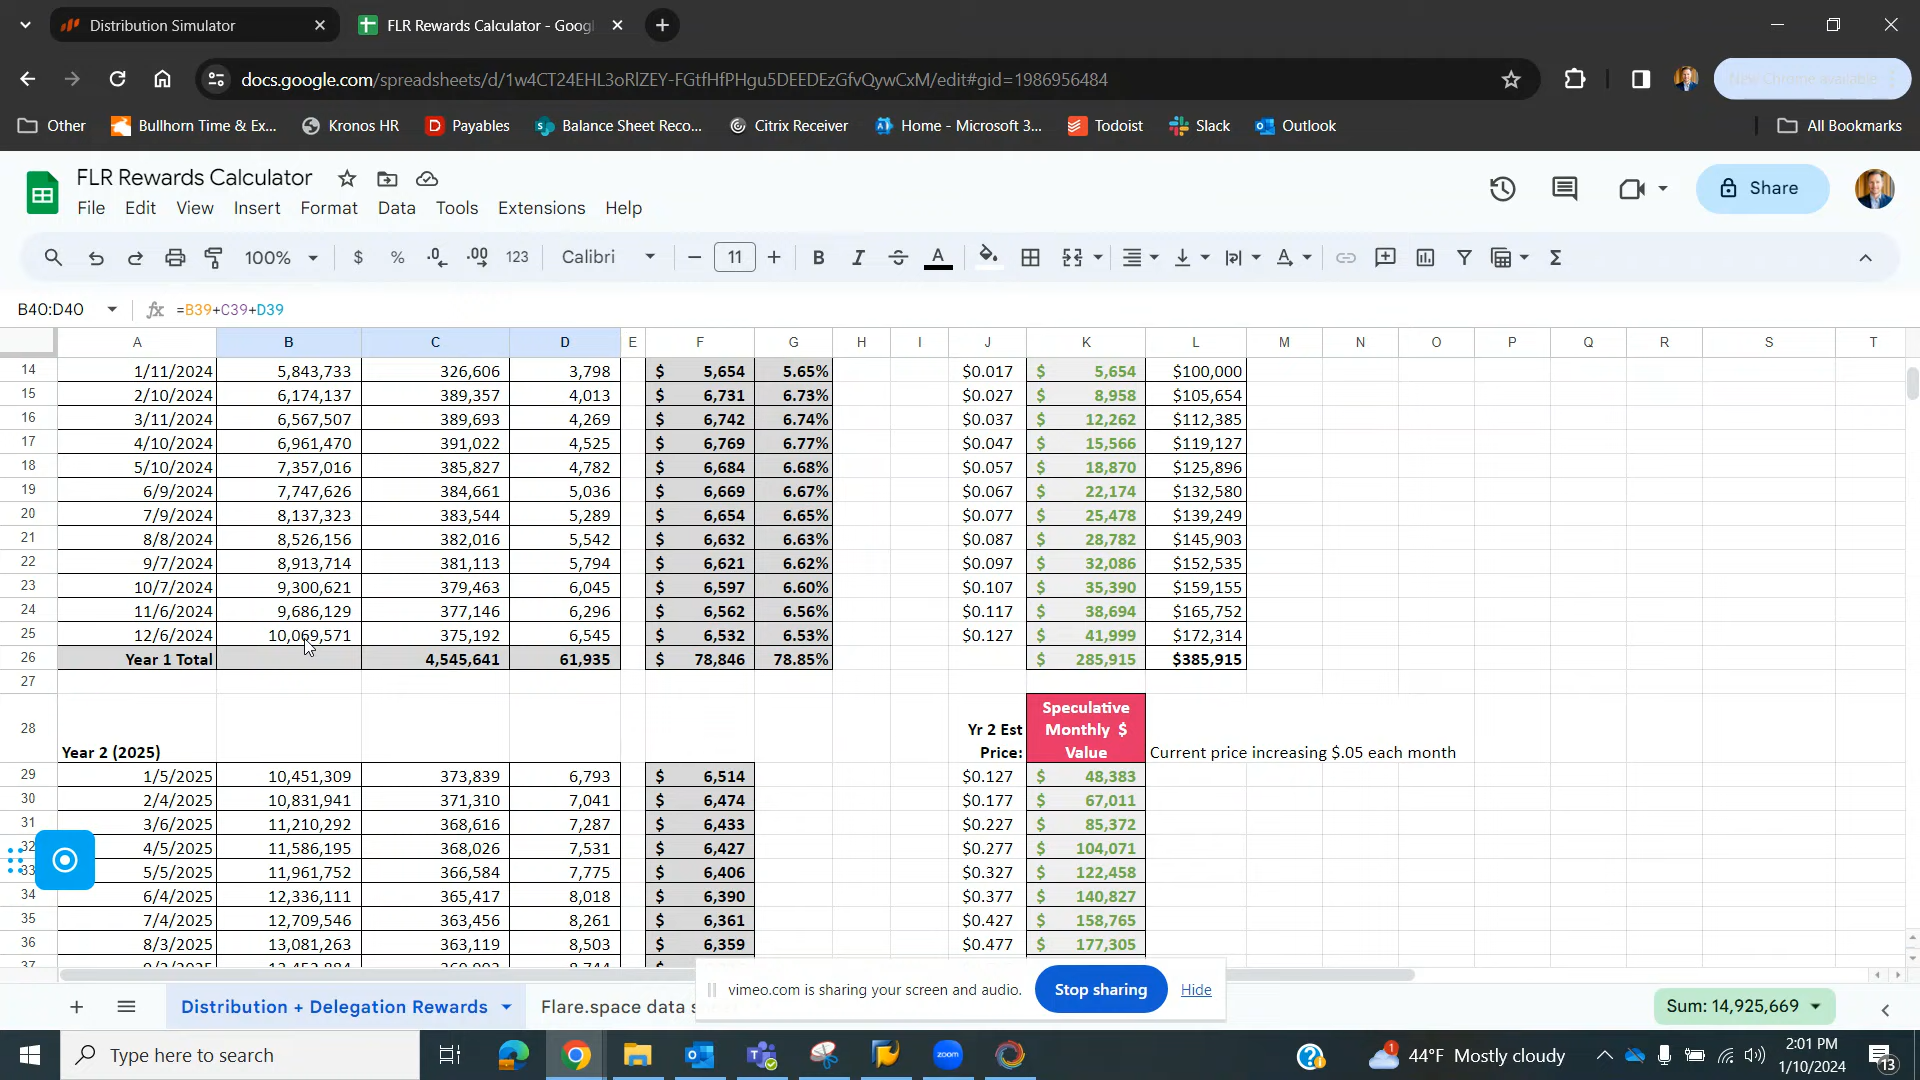 Distribution Simulator
FLR Rewards Calculator - Goog
docs.google.com/spreadsheets/d/1w4CT24EHL3oRlZEY-FGtfHfPHgu5DEEDEzGfvQywCxM/edit#gid=1986956484
New Chrome available
Other Bullhorn Time & Ex... Kronos HR Payables Balance Sheet Reco... Citrix Receiver Home - Microsoft 3... Todoist Slack Outlook All Bookmarks
FLR Rewards Calculator
Share
File Edit View Insert Format Data Tools Extensions Help
100% $ % .0 .00 123 Calibri 11 B I A
B40:D40 fx =B39+C39+D39
A B C D E F G H I J K L M N O P Q R S T
14 1/11/2024 5,843,733 326,606 3,798 $ 5,654 5.65% $0.017 $ 5,654 $100,000
15 2/10/2024 6,174,137 389,357 4,013 $ 6,731 6.73% $0.027 $ 8,958 $105,654
16 3/11/2024 6,567,507 389,693 4,269 $ 6,742 6.74% $0.037 $ 12,262 $112,385
17 4/10/2024 6,961,470 391,022 4,525 $ 6,769 6.77% $0.047 $ 15,566 $119,127
18 5/10/2024 7,357,016 385,827 4,782 $ 6,684 6.68% $0.057 $ 18,870 $125,896
19 6/9/2024 7,747,626 384,661 5,036 $ 6,669 6.67% $0.067 $ 22,174 $132,580
20 7/9/2024 8,137,323 383,544 5,289 $ 6,654 6.65% $0.077 $ 25,478 $139,249
21 8/8/2024 8,526,156 382,016 5,542 $ 6,632 6.63% $0.087 $ 28,782 $145,903
22 9/7/2024 8,913,714 381,113 5,794 $ 6,621 6.62% $0.097 $ 32,086 $152,535
23 10/7/2024 9,300,621 379,463 6,045 $ 6,597 6.60% $0.107 $ 35,390 $159,155
24 11/6/2024 9,686,129 377,146 6,296 $ 6,562 6.56% $0.117 $ 38,694 $165,752
25 12/6/2024 10,069,571 375,192 6,545 $ 6,532 6.53% $0.127 $ 41,999 $172,314
26 Year 1 Total 4,545,641 61,935 $ 78,846 78.85% $ 285,915 $385,915
27
Speculative
28 Yr 2 Est Monthly $
Year 2 (2025) Price: Value Current price increasing $.05 each month
29 1/5/2025 10,451,309 373,839 6,793 $ 6,514 $0.127 $ 48,383
30 2/4/2025 10,831,941 371,310 7,041 $ 6,474 $0.177 $ 67,011
31 3/6/2025 11,210,292 368,616 7,287 $ 6,433 $0.227 $ 85,372
32 4/5/2025 11,586,195 368,026 7,531 $ 6,427 $0.277 $ 104,071
33 5/5/2025 11,961,752 366,584 7,775 $ 6,406 $0.327 $ 122,458
34 6/4/2025 12,336,111 365,417 8,018 $ 6,390 $0.377 $ 140,827
35 7/4/2025 12,709,546 363,456 8,261 $ 6,361 $0.427 $ 158,765
36 8/3/2025 13,081,263 363,119 8,503 $ 6,359 $0.477 $ 177,305
37
vimeo.com is sharing your screen and audio. Stop sharing Hide
Distribution + Delegation Rewards Flare.space data Sum: 14,925,669
Type here to search zoom 1 44°F Mostly cloudy 2:01 PM
1/10/2024 13